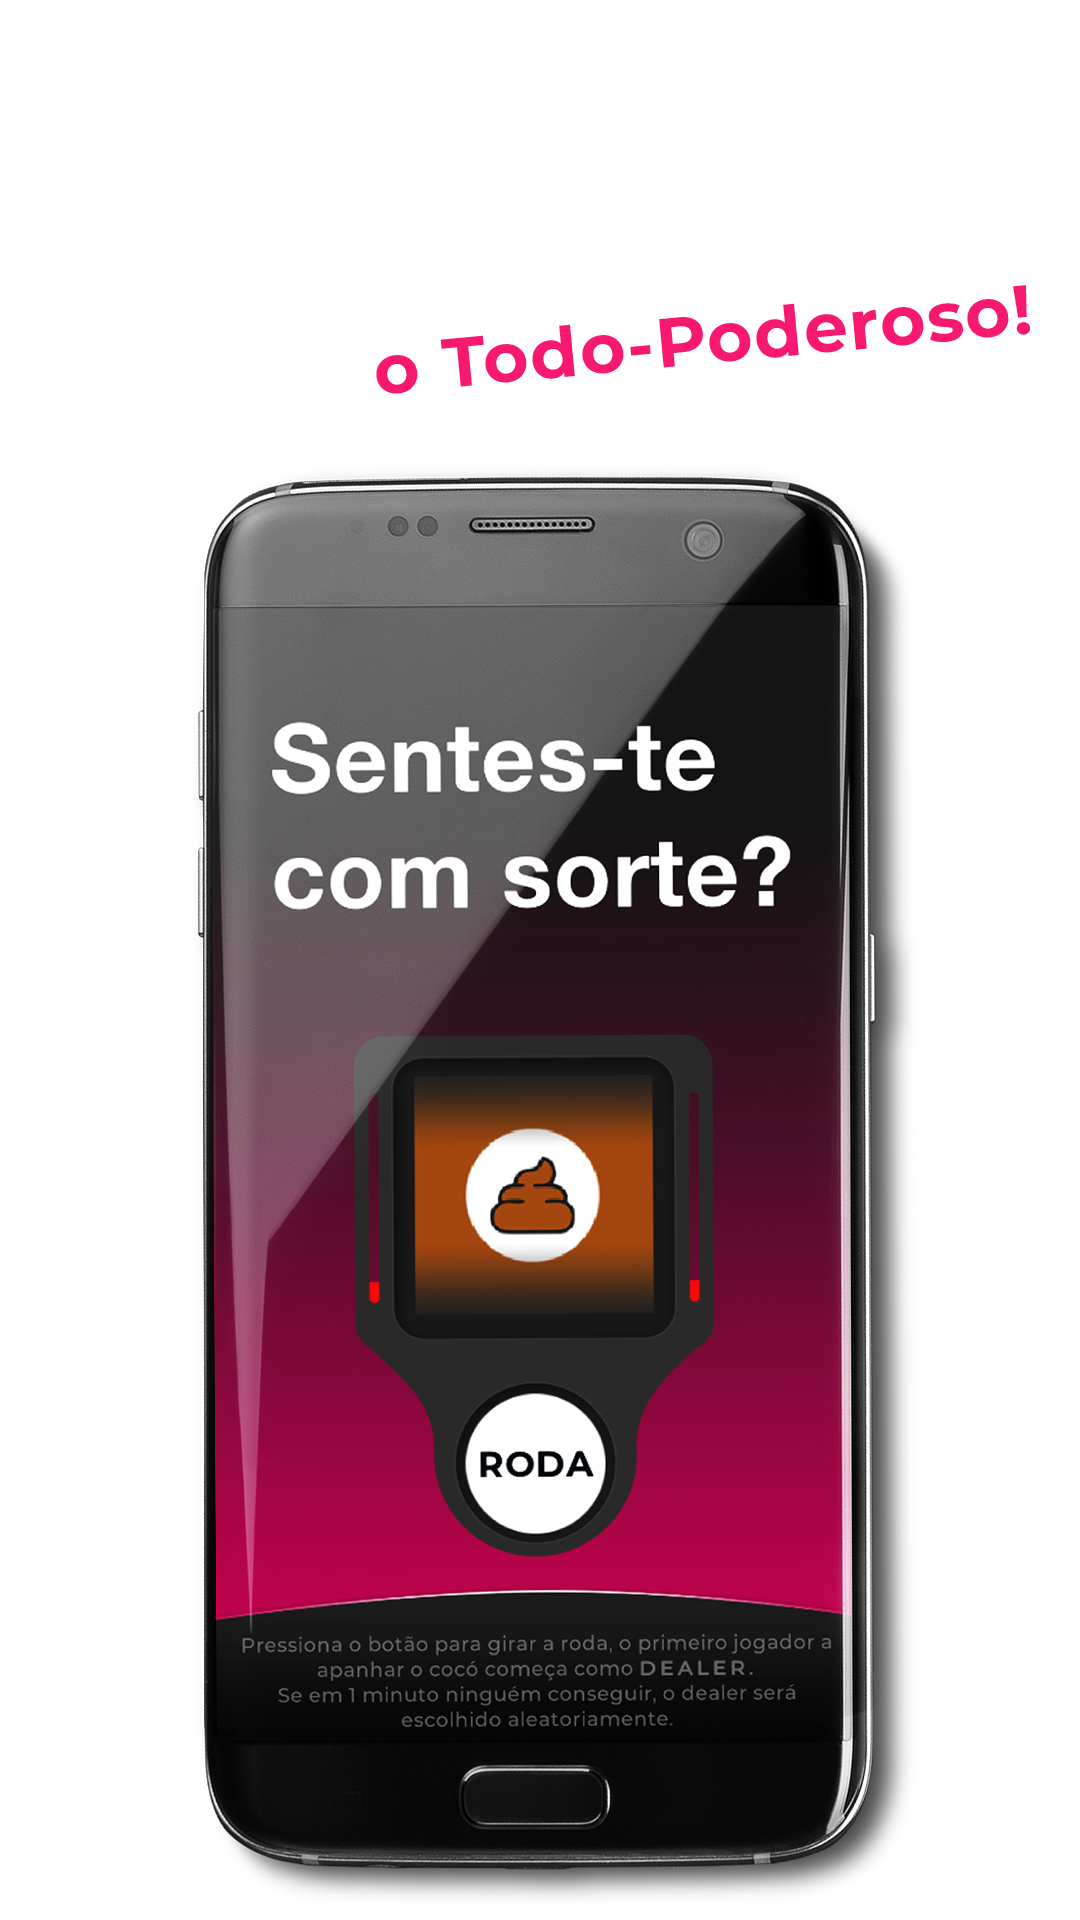 o Todo-Poderoso!
Sentes-te
com sorte?
RODA
Pressiona o botão para girar a roda, o primeiro jogador a
apanhar o cocó começa como DEALER.
Se em 1 minuto ninguém conseguir, o dealer será
escolhido aleatoriamente.